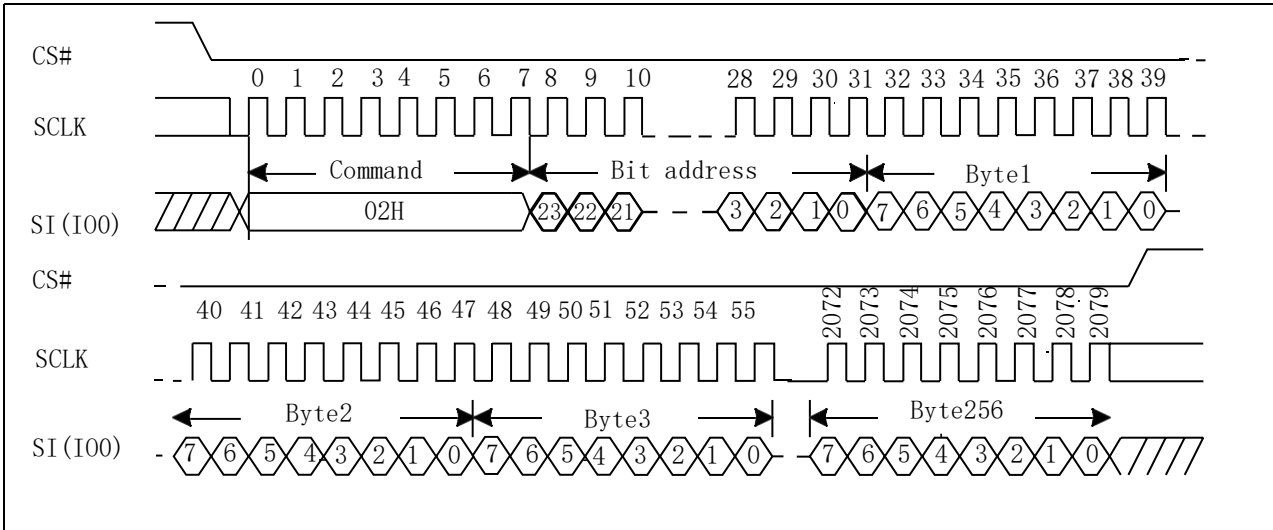 CS#
0 1 2 3 4 5 6 7 8 9 10 28 29 30 31 32 33 34 35 36 37 38 39
SCLK
Command Bit address Byte1
SI(IO0) 02H 23 22 21 3 2 1 0 7 6 5 4 3 2 1 0
CS#
40 41 42 43 44 45 46 47 48 49 50 51 52 53 54 55 2072 2073 2074 2075 2076 2077 2078 2079
SCLK
Byte2 Byte3 Byte256
SI(IO0) 7 6 5 4 3 2 1 0 7 6 5 4 3 2 1 0 7 6 5 4 3 2 1 0